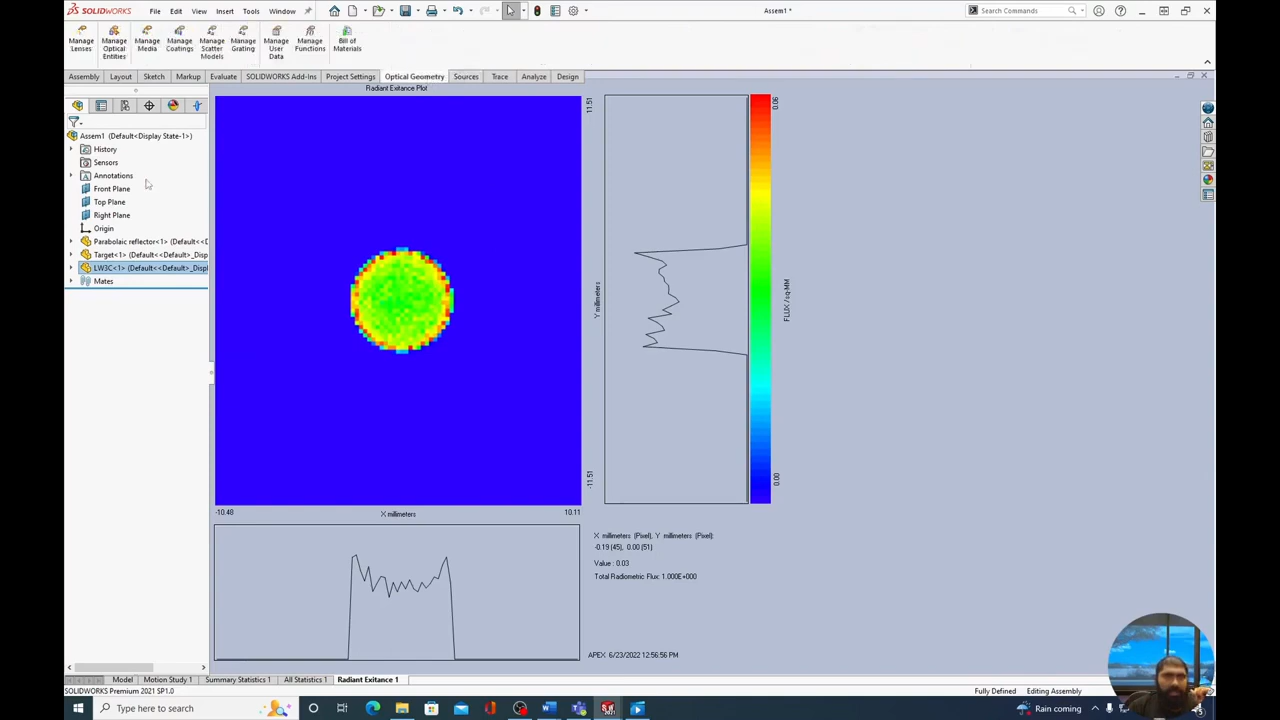 SOLIDWORKS File Edit View Insert Tools Window Assem1 * Search Commands
Manage Lenses
Manage Optical Entities
Manage Media
Manage Coatings
Manage Scatter Models
Manage Grating
Manage User Data
Manage Functions
Bill of Materials
Assembly Layout Sketch Markup Evaluate SOLIDWORKS Add-Ins Project Settings Optical Geometry Sources Trace Analyze Design
Radiant Exitance Plot
Assem1 (Default<Display State-1>)
History
Sensors
Annotations
Front Plane
Top Plane
Right Plane
Origin
Parabolic reflector<1> (Default<<D
Target<1> (Default<<Default>_Disp
LW3C<1> (Default<<Default>_Displ
Mates
11.51
Y millimeters
-11.51
0.06
FLUX/sq-MM
0.00
-10.48 X millimeters 10.11
X millimeters (Pixel), Y millimeters (Pixel):
-0.19 (45), 0.00 (51)
Value : 0.03
Total Radiometric Flux: 1.000E+000
APEX 6/23/2022 12:56:56 PM
Model Motion Study 1 Summary Statistics 1 All Statistics 1 Radiant Exitance 1
SOLIDWORKS Premium 2021 SP1.0 Fully Defined Editing Assembly
Type here to search Rain coming